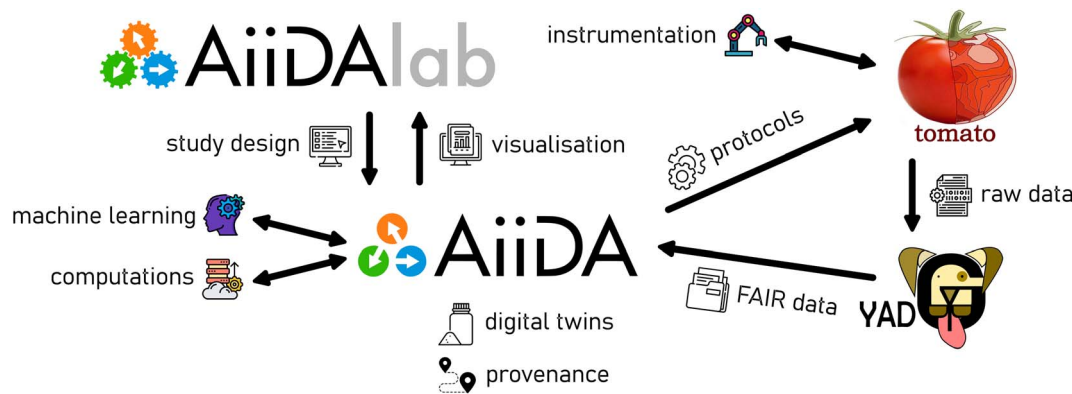 AiiDAlab
instrumentation
tomato
study design
visualisation
protocols
raw data
machine learning
AiiDA
computations
FAIR data
YADG
digital twins
provenance